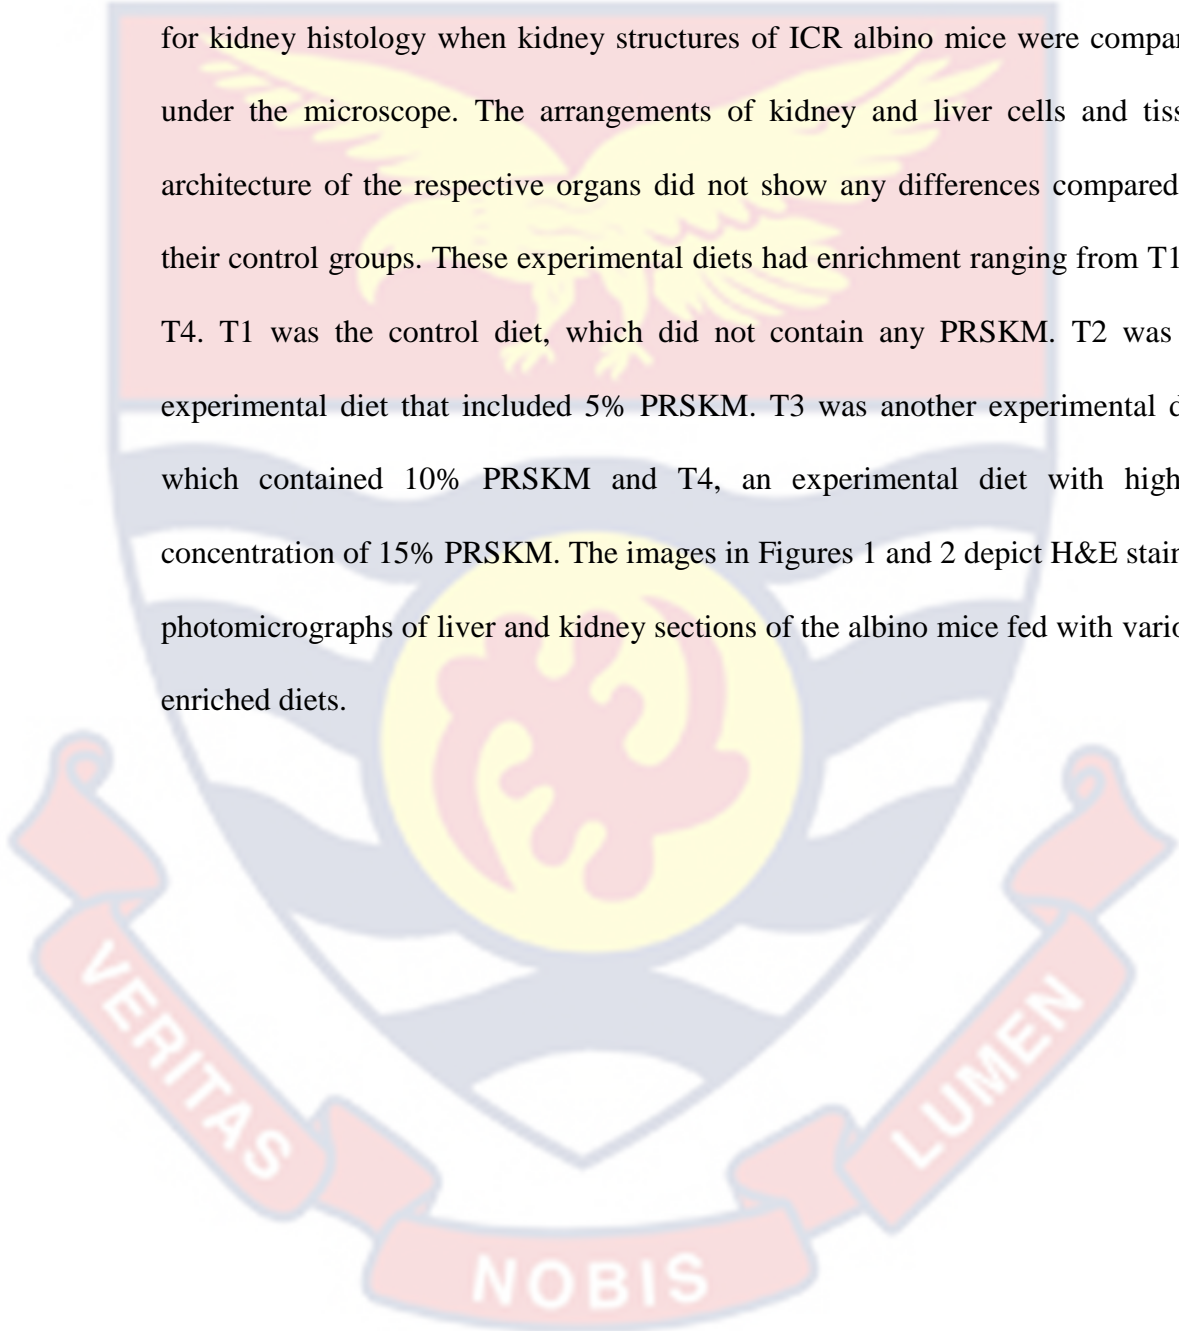 for kidney histology when kidney structures of ICR albino mice were compar
under the microscope. The arrangements of kidney and liver cells and tiss
architecture of the respective organs did not show any differences compared
their control groups. These experimental diets had enrichment ranging from T1
T4. T1 was the control diet, which did not contain any PRSKM. T2 was
experimental diet that included 5% PRSKM. T3 was another experimental d
which contained 10% PRSKM and T4, an experimental diet with high
concentration of 15% PRSKM. The images in Figures 1 and 2 depict H&E stain
photomicrographs of liver and kidney sections of the albino mice fed with vario
enriched diets.
VERITAS
NOBIS
LUMEN